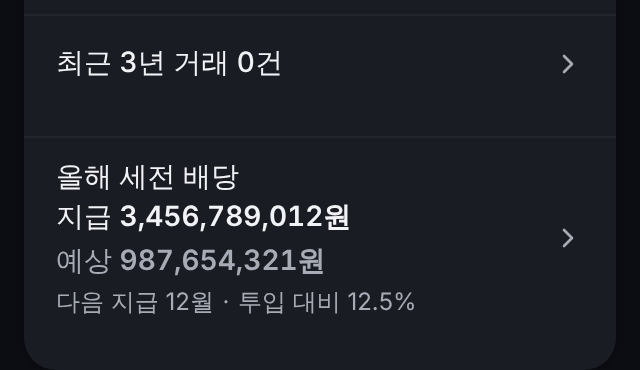 최근 3년 거래 0건
올해 세전 배당
지급 3,456,789,012원
예상 987,654,321원
다음 지급 12월 · 투입 대비 12.5%